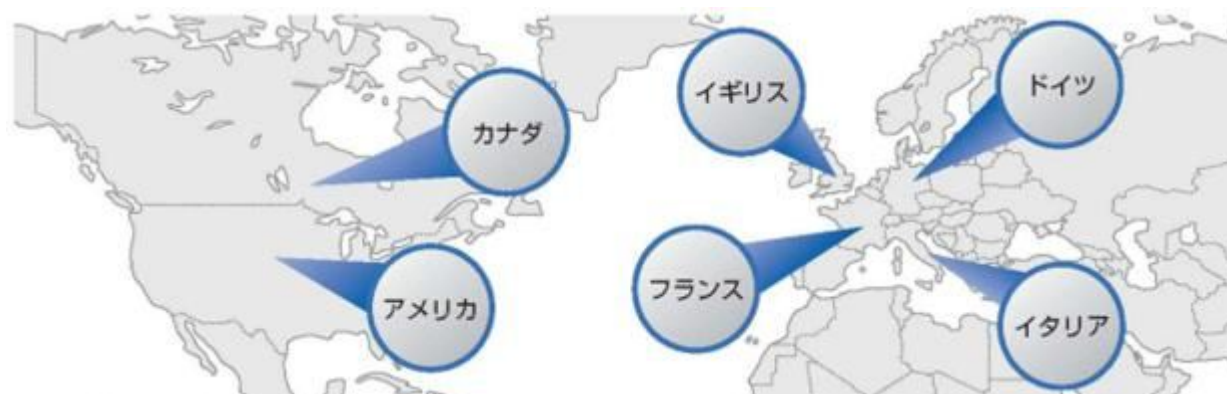 カナダ
アメリカ
イギリス
ドイツ
フランス
イタリア